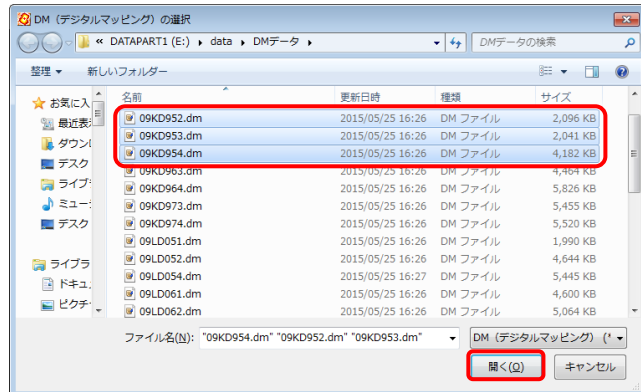 DM（デジタルマッピング）の選択
« DATAPART1 (E:) ▸ data ▸ DMデータ ▸
DMデータの検索
整理 ▼ 新しいフォルダー
名前 更新日時 種類 サイズ
お気に入
最近表
ダウンロ
デスク
ライブ
ミュー
デスク
ライブラ
ドキュ
ピクチ
09KD952.dm 2015/05/25 16:26 DM ファイル 2,096 KB
09KD953.dm 2015/05/25 16:26 DM ファイル 2,041 KB
09KD954.dm 2015/05/25 16:26 DM ファイル 4,182 KB
09KD963.dm 2015/05/25 16:26 DM ファイル 4,464 KB
09KD964.dm 2015/05/25 16:26 DM ファイル 5,826 KB
09KD973.dm 2015/05/25 16:26 DM ファイル 5,455 KB
09KD974.dm 2015/05/25 16:26 DM ファイル 5,520 KB
09LD051.dm 2015/05/25 16:26 DM ファイル 1,990 KB
09LD052.dm 2015/05/25 16:26 DM ファイル 4,644 KB
09LD054.dm 2015/05/25 16:27 DM ファイル 5,445 KB
09LD061.dm 2015/05/25 16:26 DM ファイル 4,600 KB
09LD062.dm 2015/05/25 16:26 DM ファイル 5,064 KB
ファイル名(N): "09KD954.dm" "09KD952.dm" "09KD953.dm"
DM（デジタルマッピング） (*
開く(O) キャンセル